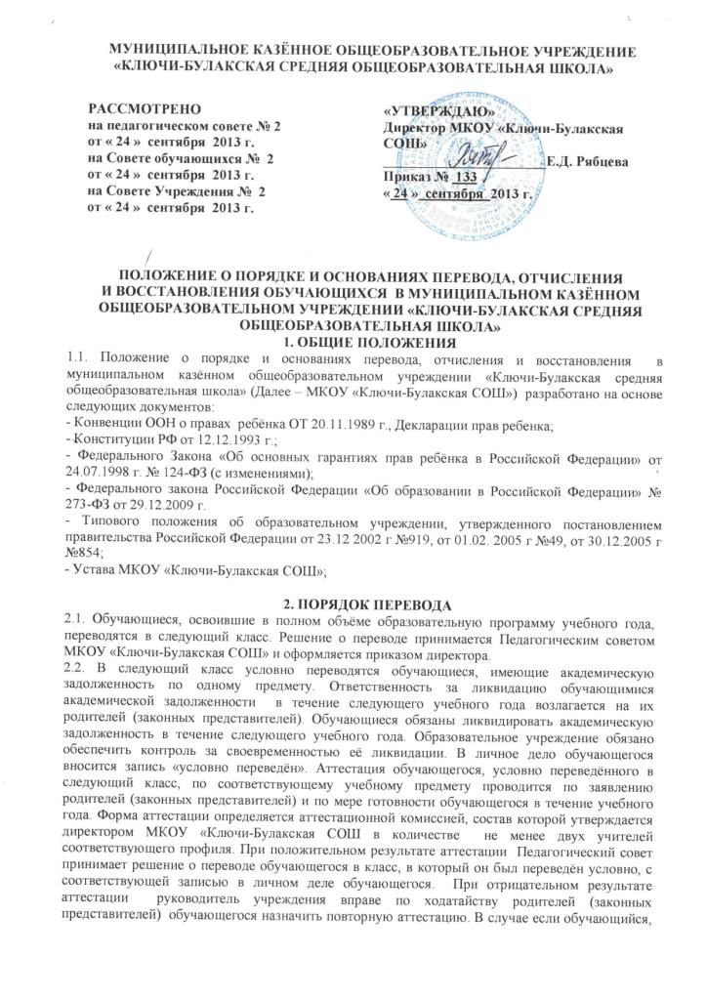 МУНИЦИПАЛЬНОЕ КАЗЁННОЕ ОБЩЕОБРАЗОВАТЕЛЬНОЕ УЧРЕЖДЕНИЕ
«КЛЮЧИ-БУЛАКСКАЯ СРЕДНЯЯ ОБЩЕОБРАЗОВАТЕЛЬНАЯ ШКОЛА»
РАССМОТРЕНО
на педагогическом совете № 2
от « 24 » сентября 2013 г.
на Совете обучающихся № 2
от « 24 » сентября 2013 г.
на Совете Учреждения № 2
от « 24 » сентября 2013 г.
«УТВЕРЖДАЮ»
Директор МКОУ «Ключи-Булакская
СОШ»
Е.Д. Рябцева
Приказ № 133
« 24 » сентября 2013 г.
ПОЛОЖЕНИЕ О ПОРЯДКЕ И ОСНОВАНИЯХ ПЕРЕВОДА, ОТЧИСЛЕНИЯ
И ВОССТАНОВЛЕНИЯ ОБУЧАЮЩИХСЯ В МУНИЦИПАЛЬНОМ КАЗЁННОМ
ОБЩЕОБРАЗОВАТЕЛЬНОМ УЧРЕЖДЕНИИ «КЛЮЧИ-БУЛАКСКАЯ СРЕДНЯЯ
ОБЩЕОБРАЗОВАТЕЛЬНАЯ ШКОЛА»
1. ОБЩИЕ ПОЛОЖЕНИЯ
1.1. Положение о порядке и основаниях перевода, отчисления и восстановления в
муниципальном казённом общеобразовательном учреждении «Ключи-Булакская средняя
общеобразовательная школа» (Далее – МКОУ «Ключи-Булакская СОШ») разработано на основе
следующих документов:
- Конвенции ООН о правах ребёнка ОТ 20.11.1989 г., Декларации прав ребенка;
- Конституции РФ от 12.12.1993 г.;
- Федерального Закона «Об основных гарантиях прав ребёнка в Российской Федерации» от
24.07.1998 г. № 124-ФЗ (с изменениями);
- Федерального закона Российской Федерации «Об образовании в Российской Федерации» №
273-ФЗ от 29.12.2009 г.
- Типового положения об образовательном учреждении, утвержденного постановлением
правительства Российской Федерации от 23.12 2002 г №919, от 01.02. 2005 г №49, от 30.12.2005 г
№854;
- Устава МКОУ «Ключи-Булакская СОШ»;
2. ПОРЯДОК ПЕРЕВОДА
2.1. Обучающиеся, освоившие в полном объёме образовательную программу учебного года,
переводятся в следующий класс. Решение о переводе принимается Педагогическим советом
МКОУ «Ключи-Булакская СОШ» и оформляется приказом директора.
2.2. В следующий класс условно переводятся обучающиеся, имеющие академическую
задолженность по одному предмету. Ответственность за ликвидацию обучающимися
академической задолженности в течение следующего учебного года возлагается на их
родителей (законных представителей). Обучающиеся обязаны ликвидировать академическую
задолженность в течение следующего учебного года. Образовательное учреждение обязано
обеспечить контроль за своевременностью её ликвидации. В личное дело обучающегося
вносится запись «условно переведён». Аттестация обучающегося, условно переведённого в
следующий класс, по соответствующему учебному предмету проводится по заявлению
родителей (законных представителей) и по мере готовности обучающегося в течение учебного
года. Форма аттестации определяется аттестационной комиссией, состав которой утверждается
директором МКОУ «Ключи-Булакская СОШ в количестве не менее двух учителей
соответствующего профиля. При положительном результате аттестации Педагогический совет
принимает решение о переводе обучающегося в класс, в который он был переведён условно, с
соответствующей записью в личном деле обучающегося. При отрицательном результате
аттестации руководитель учреждения вправе по ходатайству родителей (законных
представителей) обучающегося назначить повторную аттестацию. В случае если обучающийся,